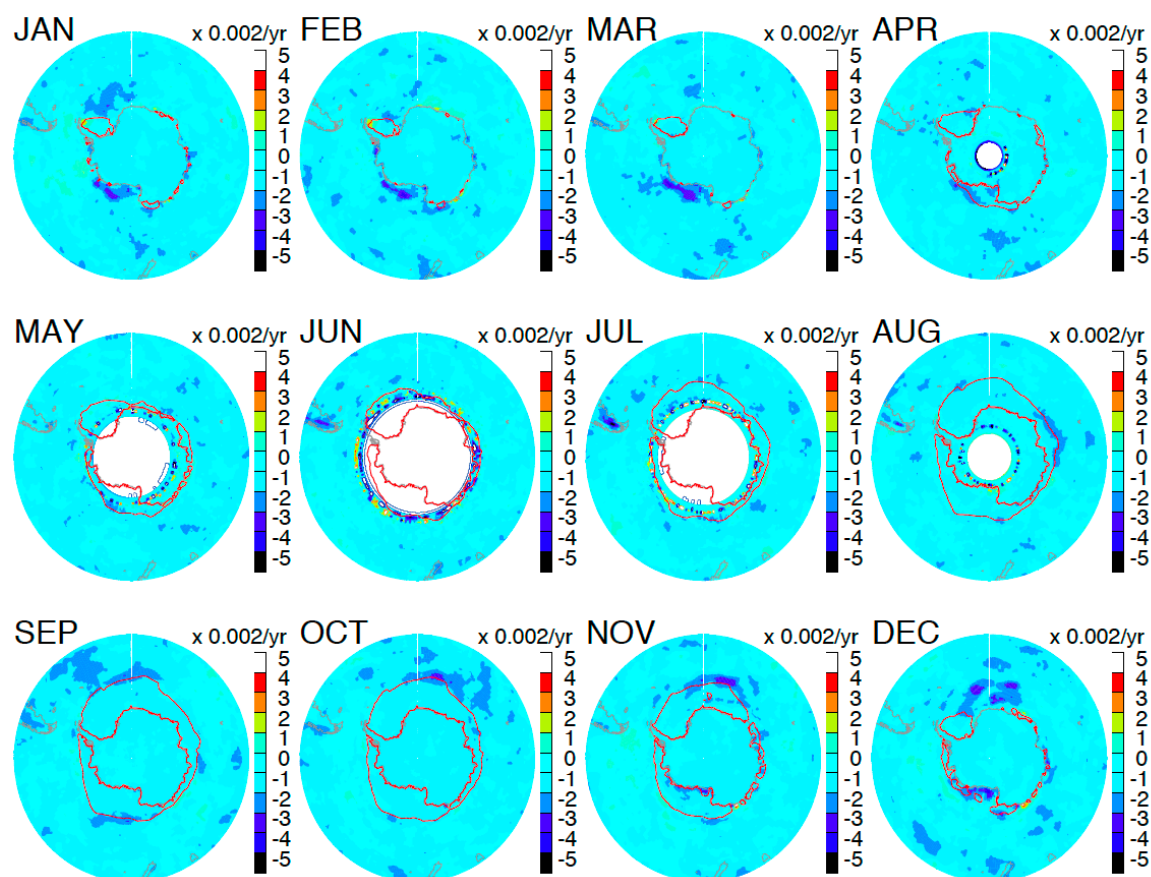 JAN x 0.002/yr FEB x 0.002/yr MAR x 0.002/yr APR x 0.002/yr
5 5 5 5
4 4 4 4
3 3 3 3
2 2 2 2
1 1 1 1
0 0 0 0
-1 -1 -1 -1
-2 -2 -2 -2
-3 -3 -3 -3
-4 -4 -4 -4
-5 -5 -5 -5
MAY x 0.002/yr JUN x 0.002/yr JUL x 0.002/yr AUG x 0.002/yr
5 5 5 5
4 4 4 4
3 3 3 3
2 2 2 2
1 1 1 1
0 0 0 0
-1 -1 -1 -1
-2 -2 -2 -2
-3 -3 -3 -3
-4 -4 -4 -4
-5 -5 -5 -5
SEP x 0.002/yr OCT x 0.002/yr NOV x 0.002/yr DEC x 0.002/yr
5 5 5 5
4 4 4 4
3 3 3 3
2 2 2 2
1 1 1 1
0 0 0 0
-1 -1 -1 -1
-2 -2 -2 -2
-3 -3 -3 -3
-4 -4 -4 -4
-5 -5 -5 -5